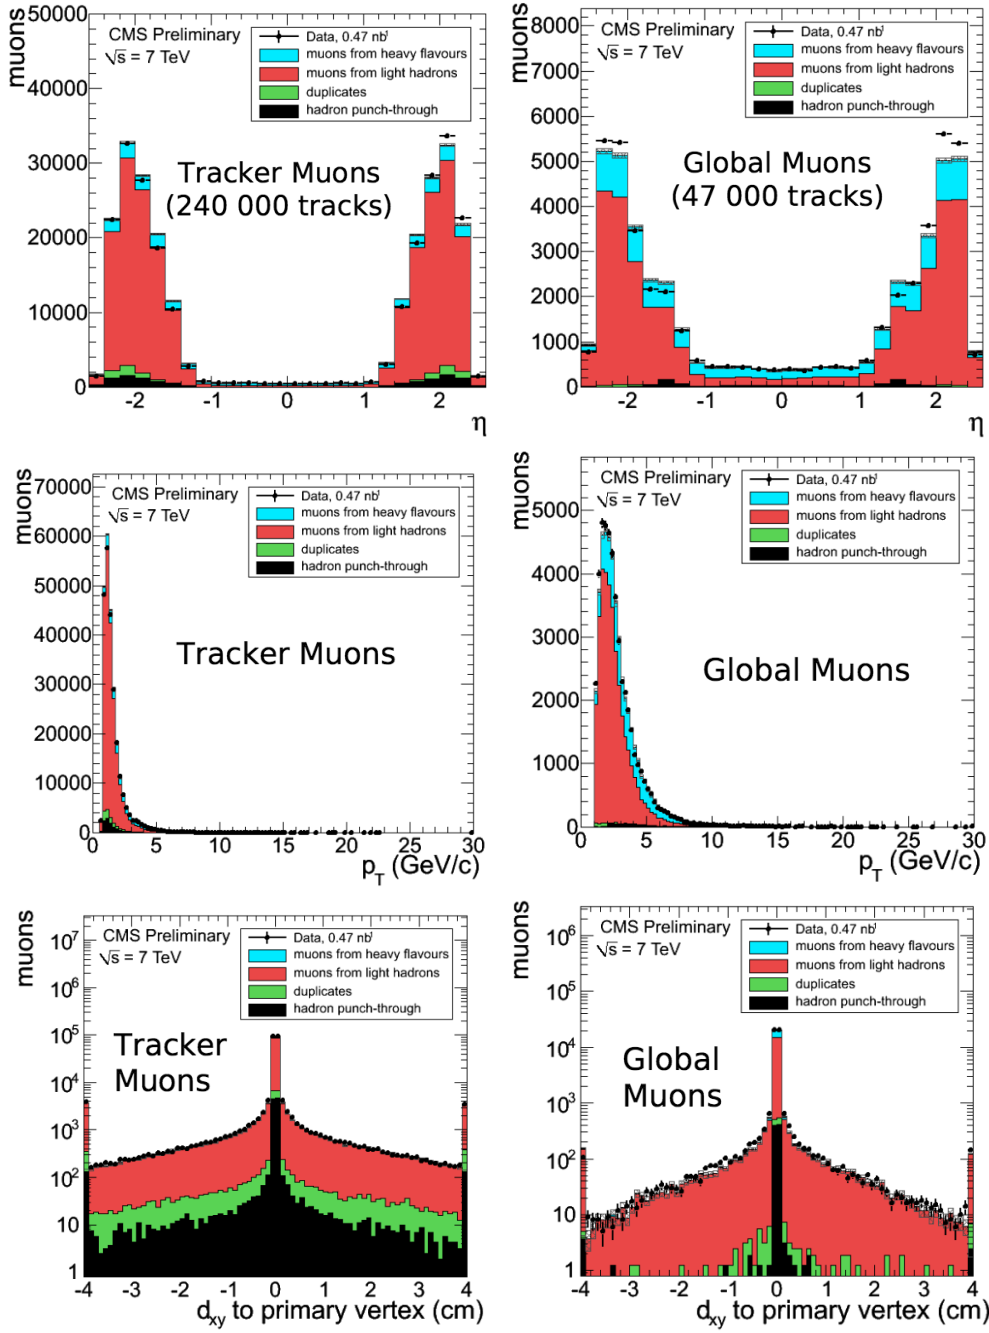 muons
50000
40000
30000
20000
10000
0
CMS Preliminary
√s = 7 TeV
Data, 0.47 nb⁻¹
muons from heavy flavours
muons from light hadrons
duplicates
hadron punch-through
Tracker Muons
(240 000 tracks)
-2 -1 0 1 2
η
muons
8000
7000
6000
5000
4000
3000
2000
1000
0
CMS Preliminary
√s = 7 TeV
Data, 0.47 nb⁻¹
muons from heavy flavours
muons from light hadrons
duplicates
hadron punch-through
Global Muons
(47 000 tracks)
-2 -1 0 1 2
η
muons
70000
60000
50000
40000
30000
20000
10000
0
CMS Preliminary
√s = 7 TeV
Data, 0.47 nb⁻¹
muons from heavy flavours
muons from light hadrons
duplicates
hadron punch-through
Tracker Muons
0 5 10 15 20 25 30
p_T (GeV/c)
muons
5000
4000
3000
2000
1000
0
CMS Preliminary
√s = 7 TeV
Data, 0.47 nb⁻¹
muons from heavy flavours
muons from light hadrons
duplicates
hadron punch-through
Global Muons
0 5 10 15 20 25 30
p_T (GeV/c)
muons
10⁷
10⁶
10⁵
10⁴
10³
10²
10
1
CMS Preliminary
√s = 7 TeV
Data, 0.47 nb⁻¹
muons from heavy flavours
muons from light hadrons
duplicates
hadron punch-through
Tracker
Muons
-4 -3 -2 -1 0 1 2 3 4
d_xy to primary vertex (cm)
muons
10⁶
10⁵
10⁴
10³
10²
10
1
CMS Preliminary
√s = 7 TeV
Data, 0.47 nb⁻¹
muons from heavy flavours
muons from light hadrons
duplicates
hadron punch-through
Global
Muons
-4 -3 -2 -1 0 1 2 3 4
d_xy to primary vertex (cm)